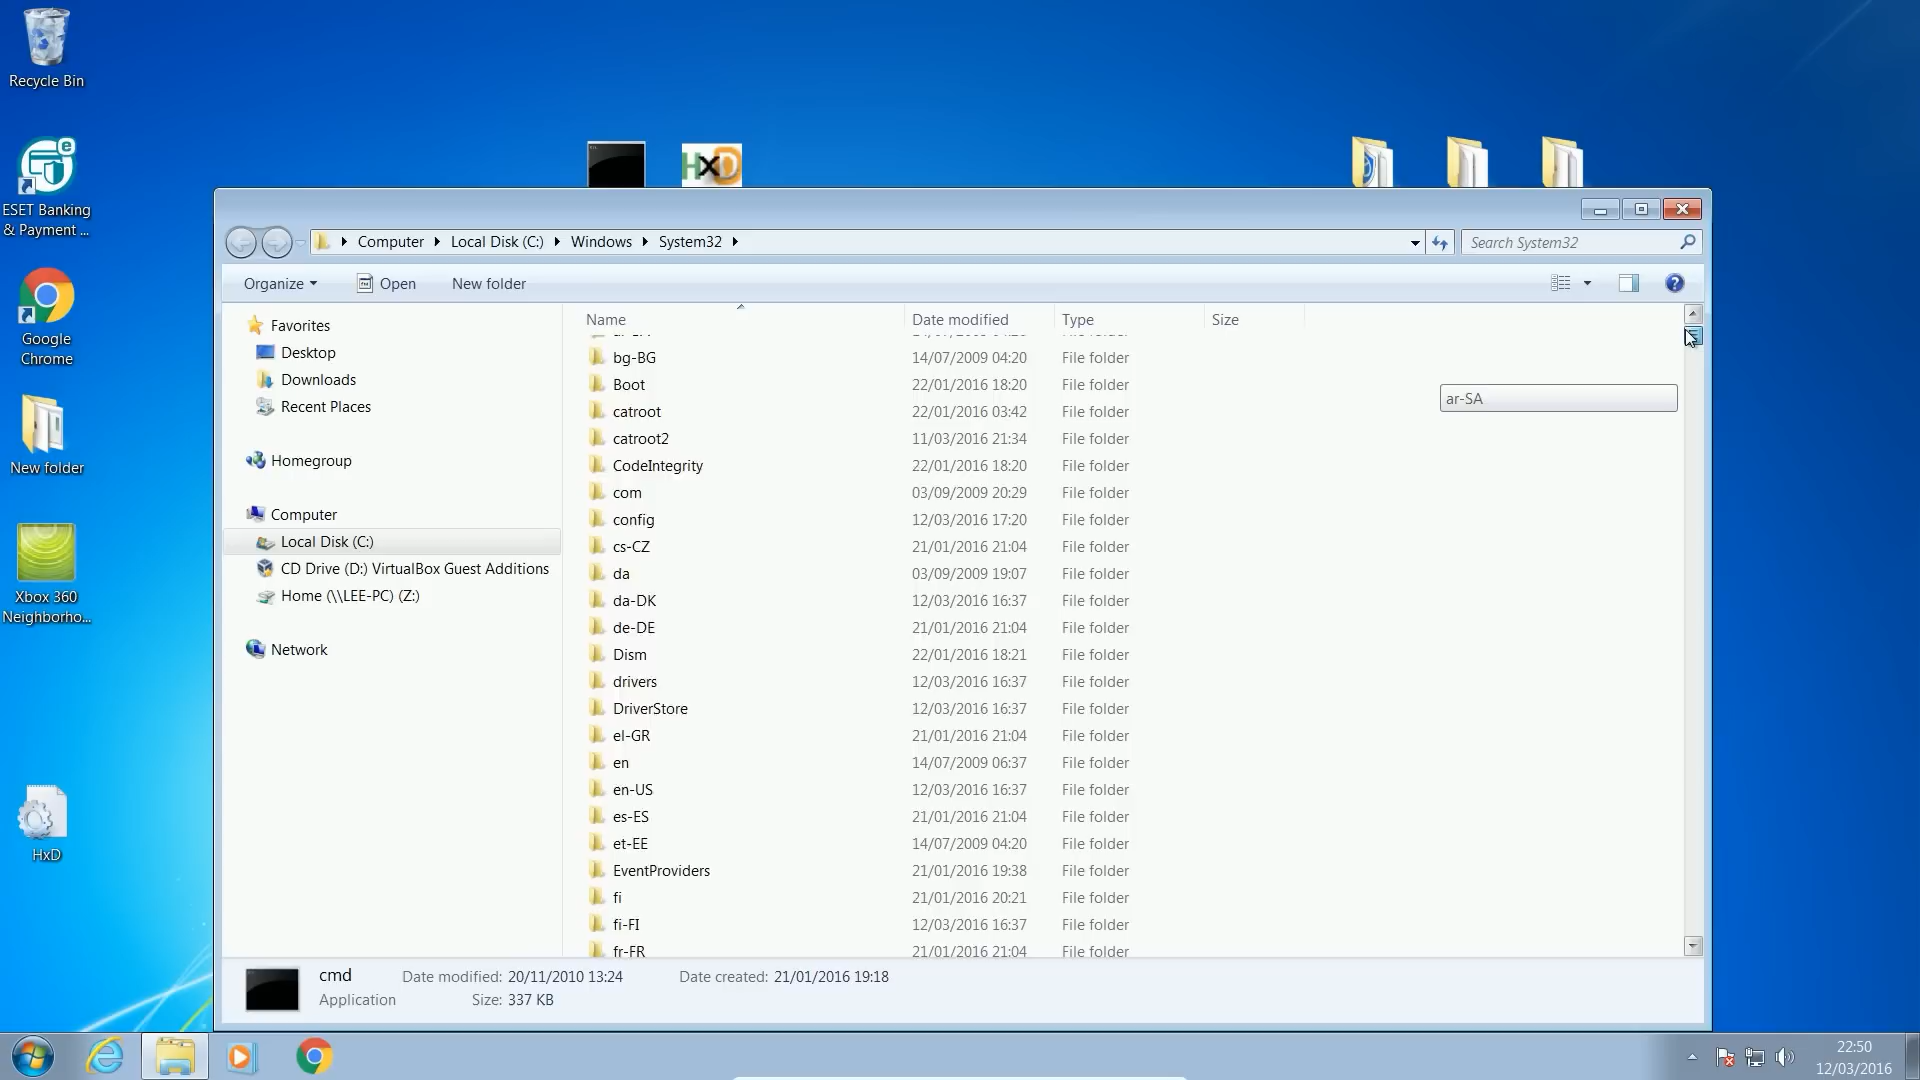 Recycle Bin
ESET Banking
& Payment ...
Google
Chrome
New folder
Xbox 360
Neighborho...
HxD
HxD
Computer
Local Disk (C:)
Windows
System32
Search System32
Organize
Open
New folder
Favorites
Desktop
Downloads
Recent Places
Homegroup
Computer
Local Disk (C:)
CD Drive (D:) VirtualBox Guest Additions
Home (\\LEE-PC) (Z:)
Network
Name Date modified Type Size
bg-BG 14/07/2009 04:20 File folder
Boot 22/01/2016 18:20 File folder
catroot 22/01/2016 03:42 File folder
catroot2 11/03/2016 21:34 File folder
CodeIntegrity 22/01/2016 18:20 File folder
com 03/09/2009 20:29 File folder
config 12/03/2016 17:20 File folder
cs-CZ 21/01/2016 21:04 File folder
da 03/09/2009 19:07 File folder
da-DK 12/03/2016 16:37 File folder
de-DE 21/01/2016 21:04 File folder
Dism 22/01/2016 18:21 File folder
drivers 12/03/2016 16:37 File folder
DriverStore 12/03/2016 16:37 File folder
el-GR 21/01/2016 21:04 File folder
en 14/07/2009 06:37 File folder
en-US 12/03/2016 16:37 File folder
es-ES 21/01/2016 21:04 File folder
et-EE 14/07/2009 04:20 File folder
EventProviders 21/01/2016 19:38 File folder
fi 21/01/2016 20:21 File folder
fi-FI 12/03/2016 16:37 File folder
fr-FR 21/01/2016 21:04 File folder
ar-SA
cmd Date modified: 20/11/2010 13:24 Date created: 21/01/2016 19:18
Application Size: 337 KB
22:50
12/03/2016